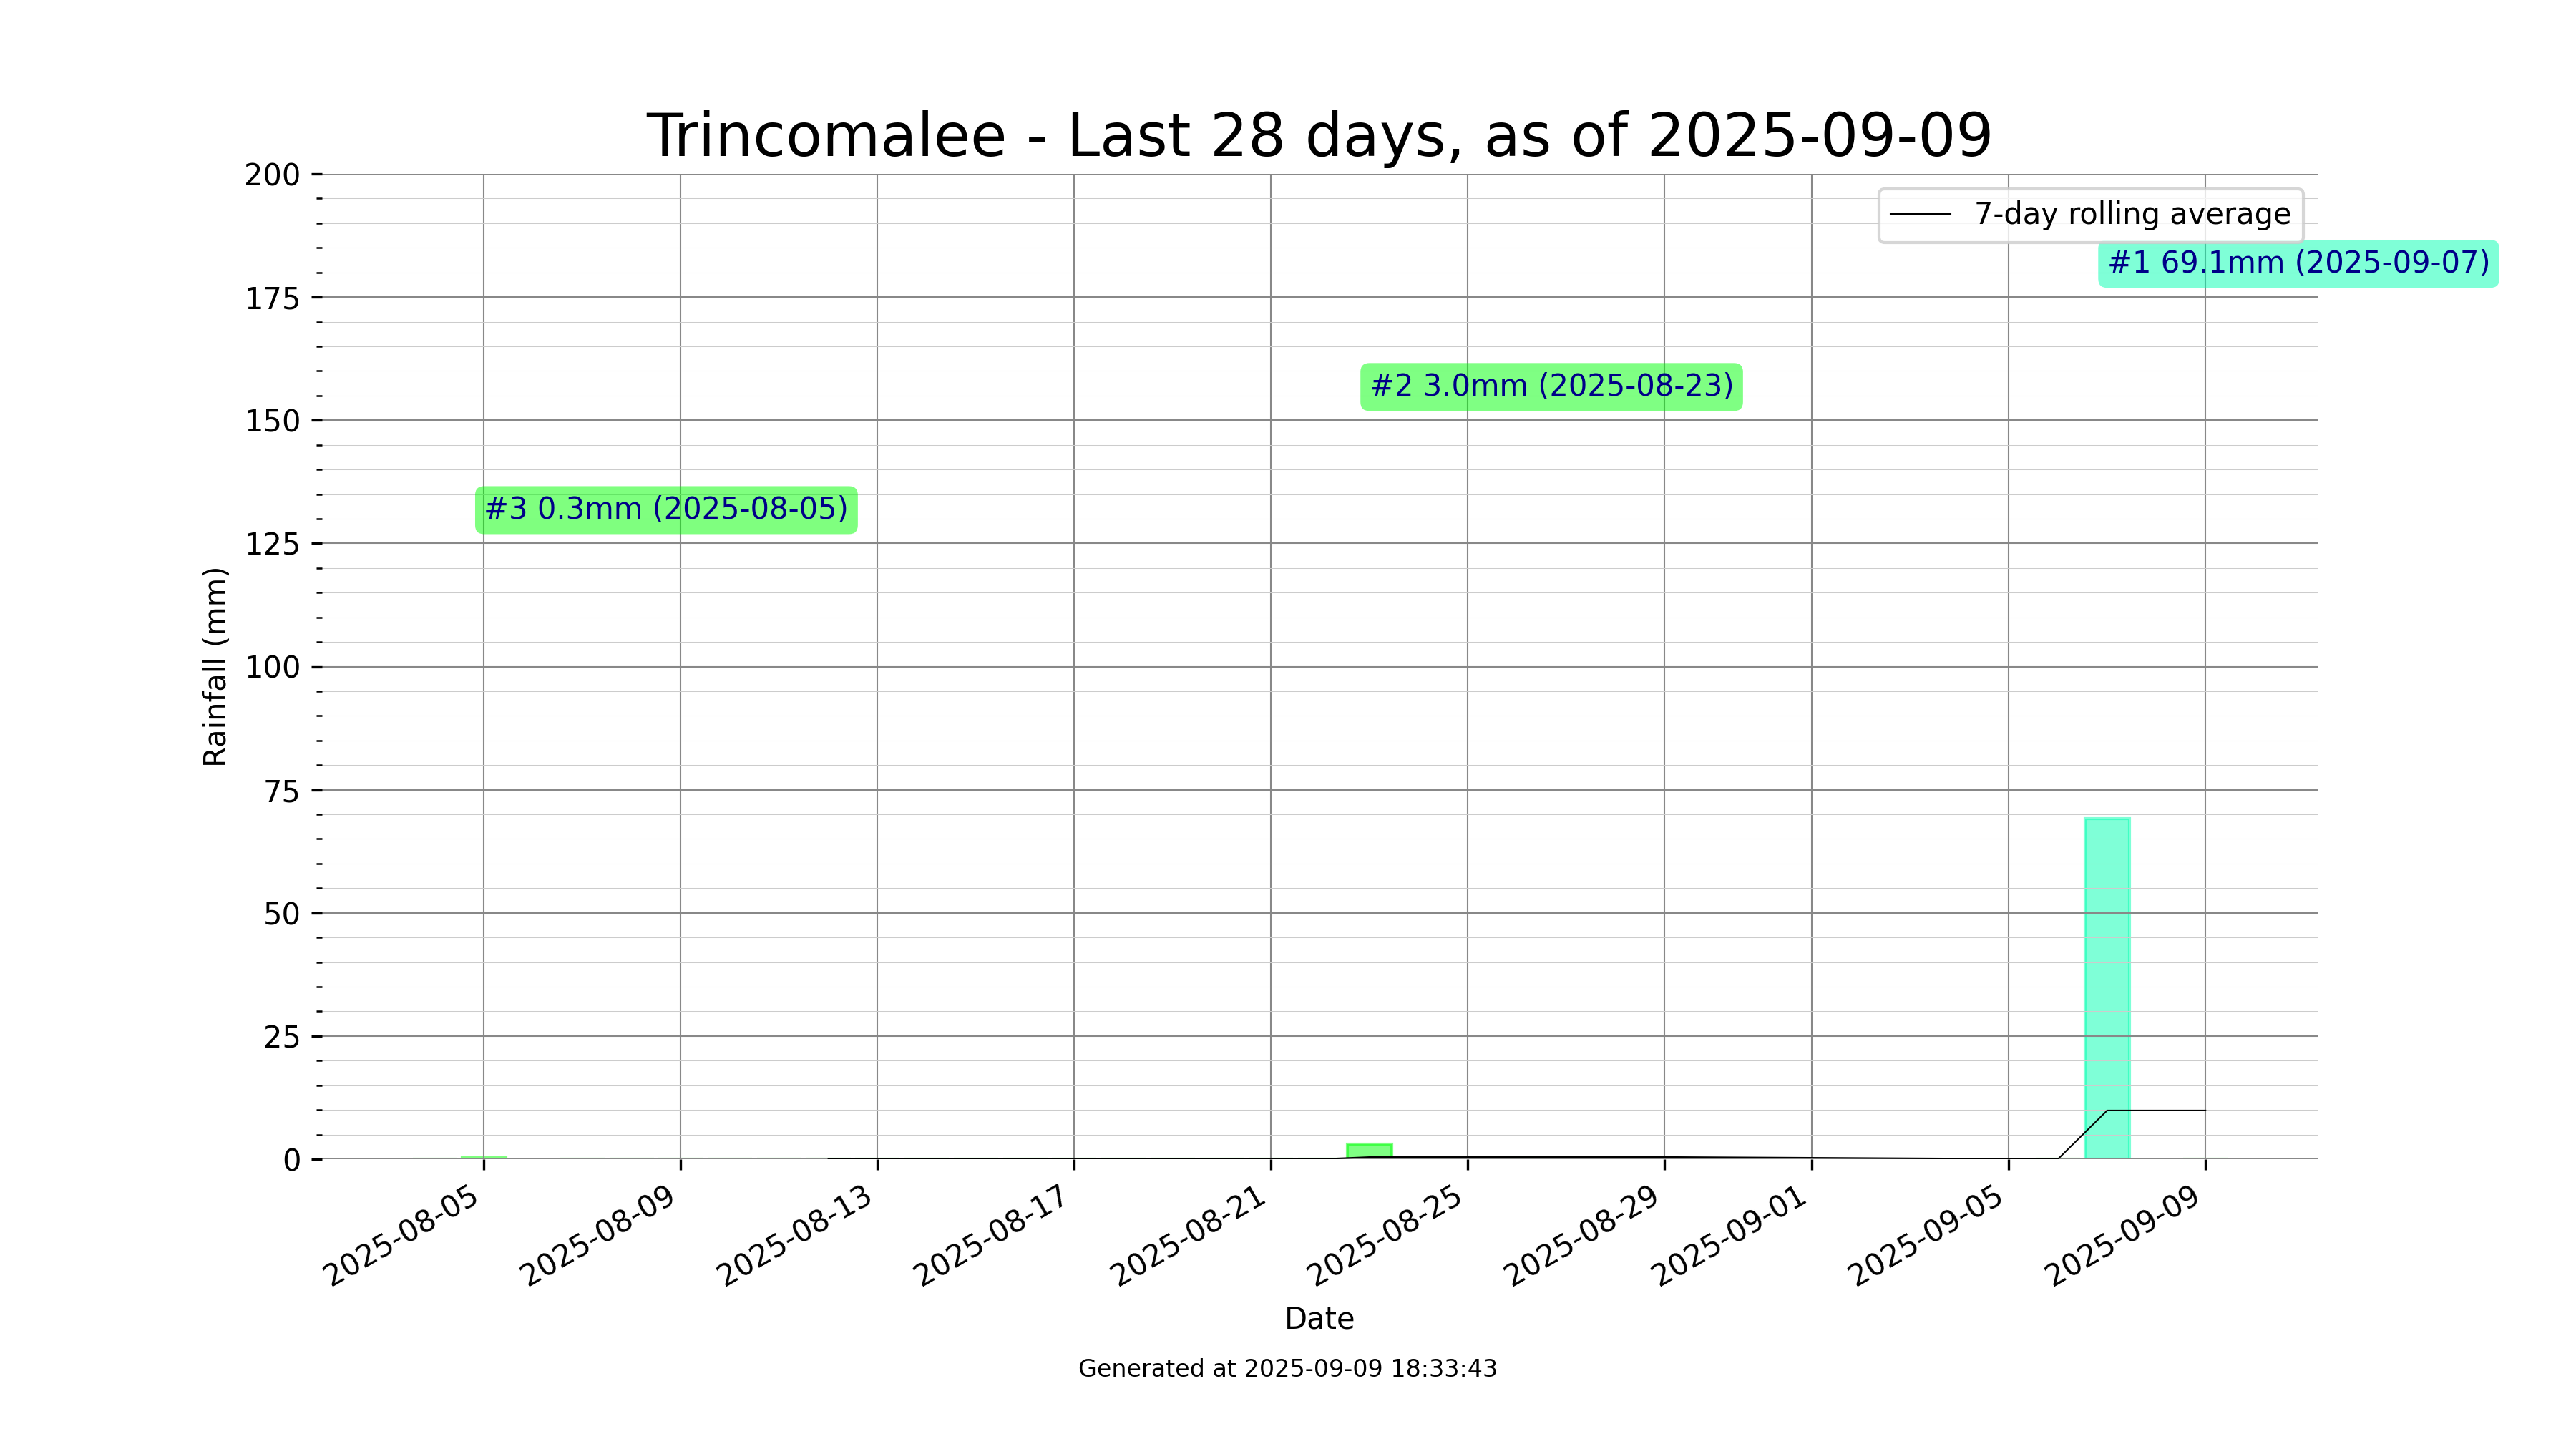 Trincomalee - Last 28 days, as of 2025-09-09
200
175
150
125
100
75
50
25
0
Rainfall (mm)
7-day rolling average
#1 69.1mm (2025-09-07)
#2 3.0mm (2025-08-23)
#3 0.3mm (2025-08-05)
2025-08-05
2025-08-09
2025-08-13
2025-08-17
2025-08-21
2025-08-25
2025-08-29
2025-09-01
2025-09-05
2025-09-09
Date
Generated at 2025-09-09 18:33:43